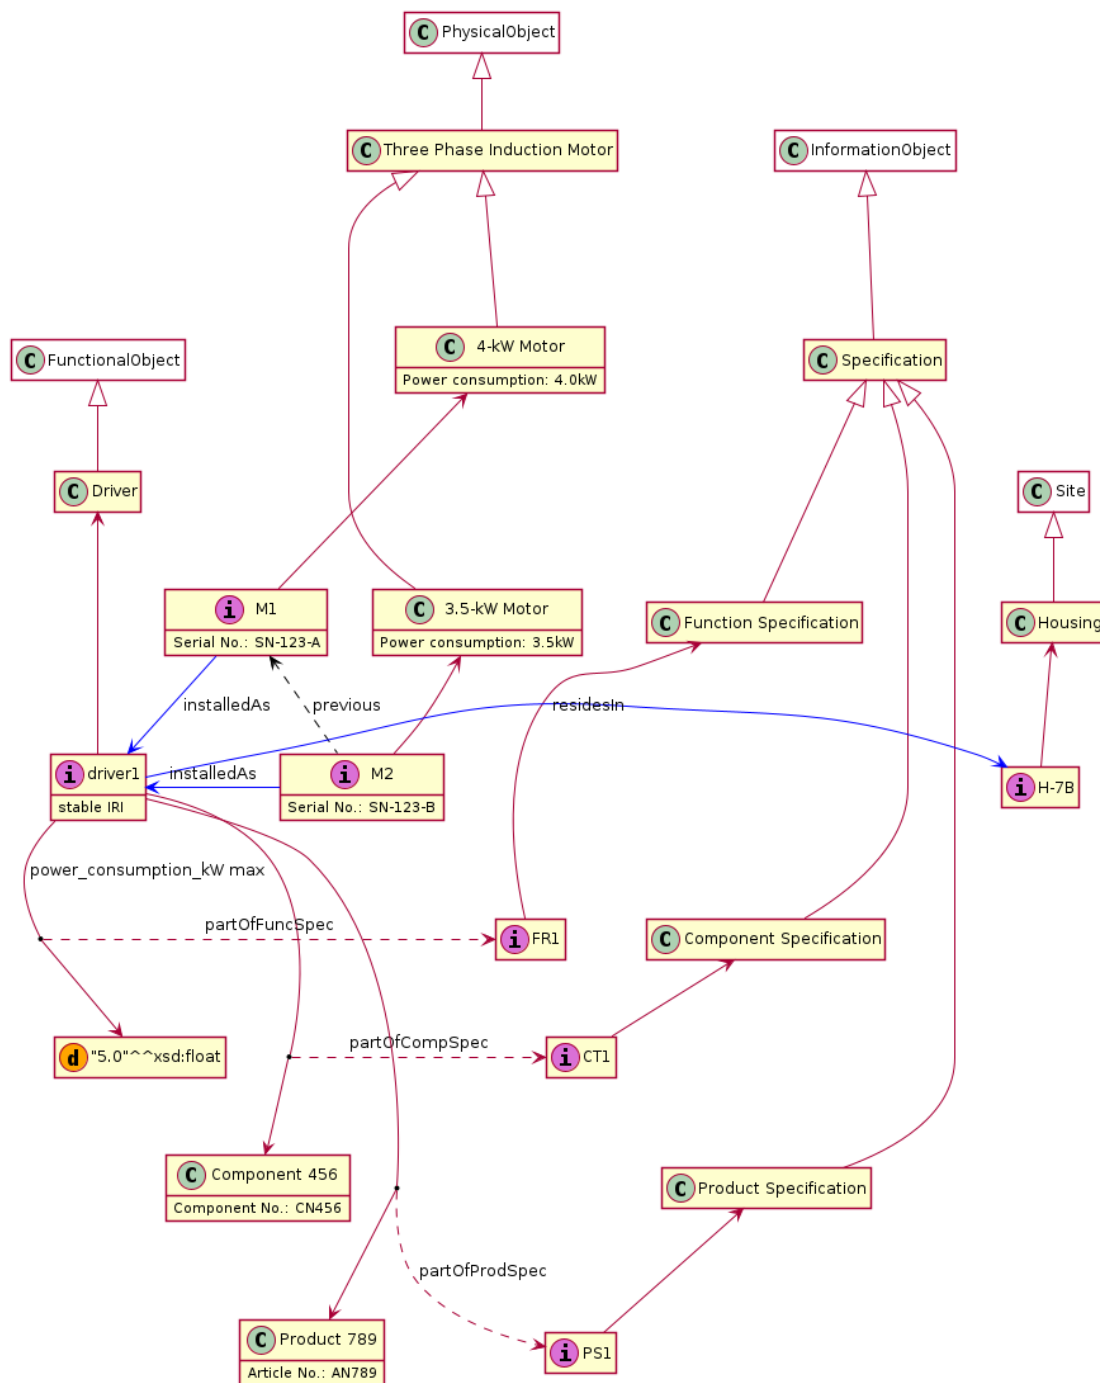 C PhysicalObject
C Three Phase Induction Motor
C InformationObject
C 4-kW Motor
Power consumption: 4.0kW
C FunctionalObject
C Specification
C Driver
C Site
i M1
Serial No.: SN-123-A
C 3.5-kW Motor
Power consumption: 3.5kW
C Function Specification
C Housing
installedAs
previous
residesIn
i driver1
stable IRI
installedAs
i M2
Serial No.: SN-123-B
i H-7B
power_consumption_kW max
partOfFuncSpec
i FR1
C Component Specification
d "5.0"^^xsd:float
partOfCompSpec
i CT1
C Component 456
Component No.: CN456
C Product Specification
partOfProdSpec
C Product 789
Article No.: AN789
i PS1